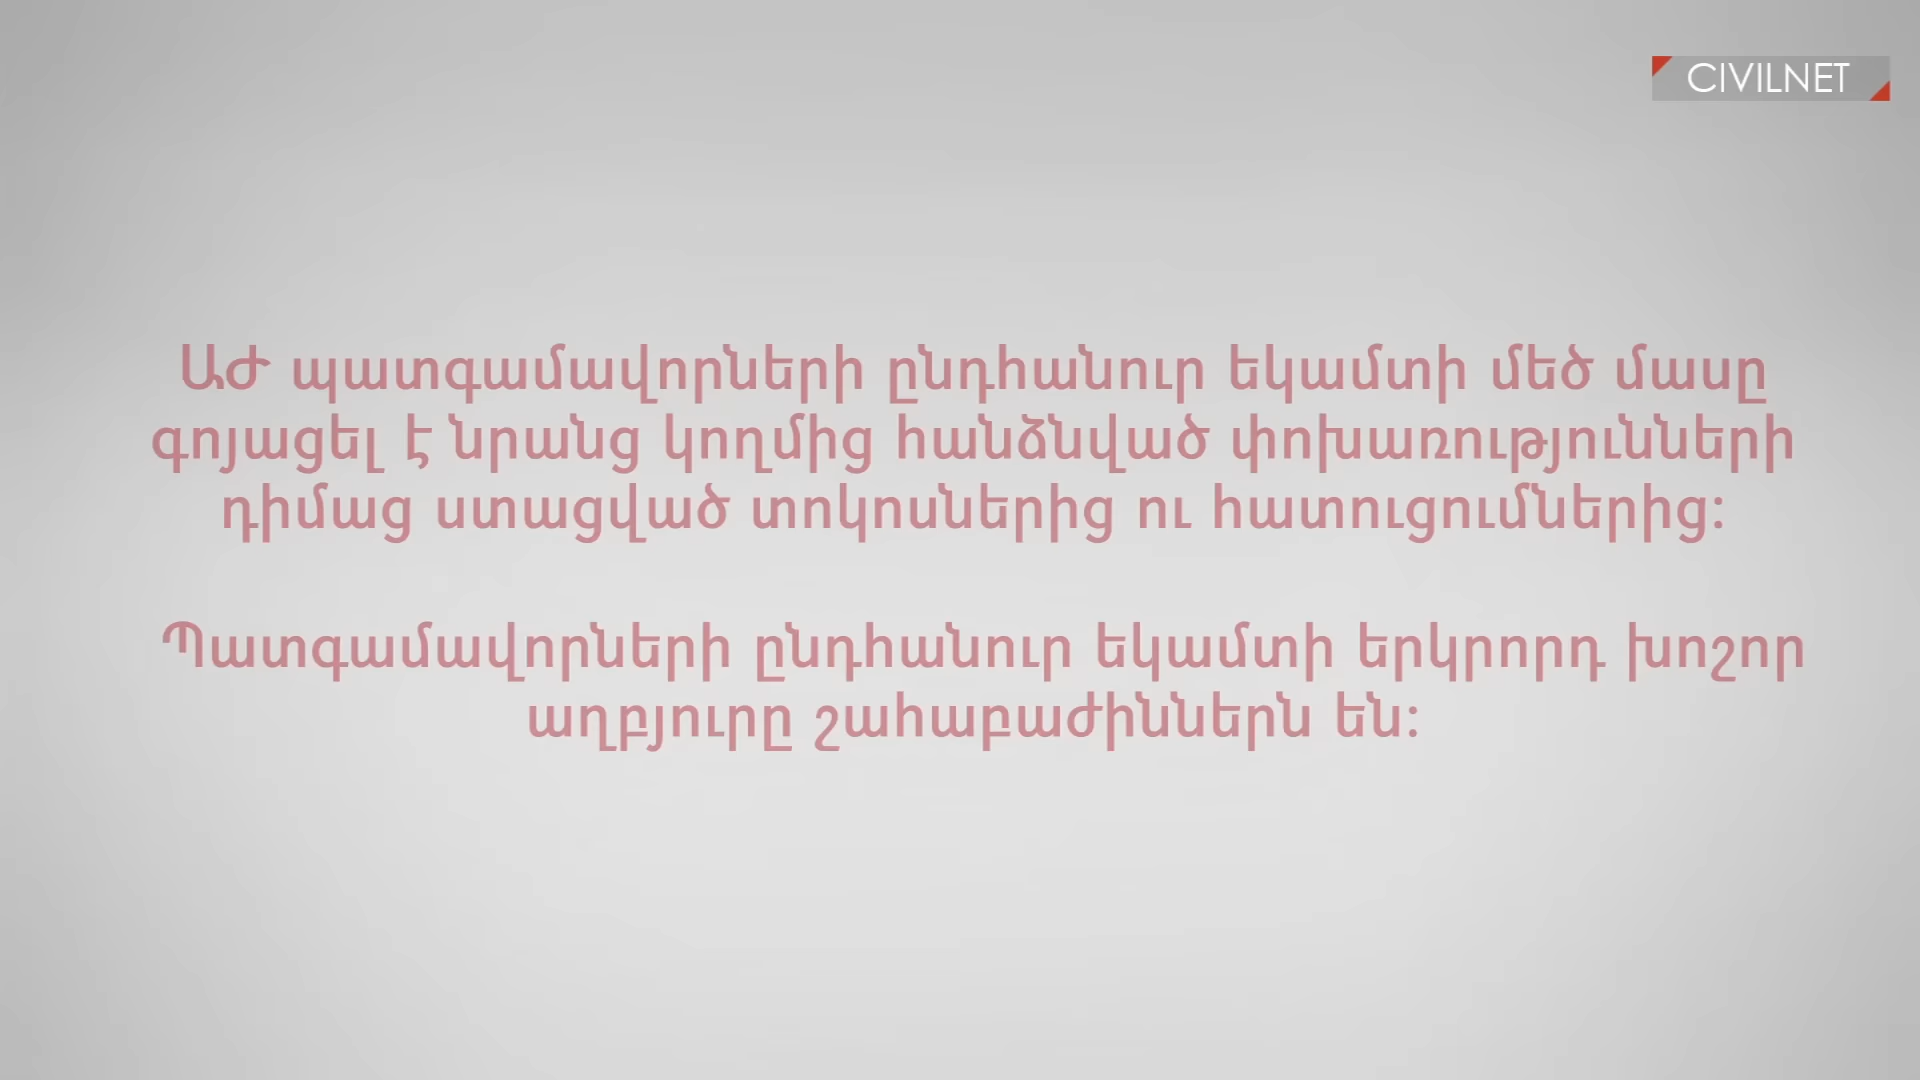 CIVILNET
ԱԺ պատգամավորների ընդհանուր եկամտի մեծ մասը
գոյացել է նրանց կողմից հանձնված փոխառությունների
դիմաց ստացված տոկոսներից ու հատուցումներից:
Պատգամավորների ընդհանուր եկամտի երկրորդ խոշոր
աղբյուրը շահաբաժիններն են: